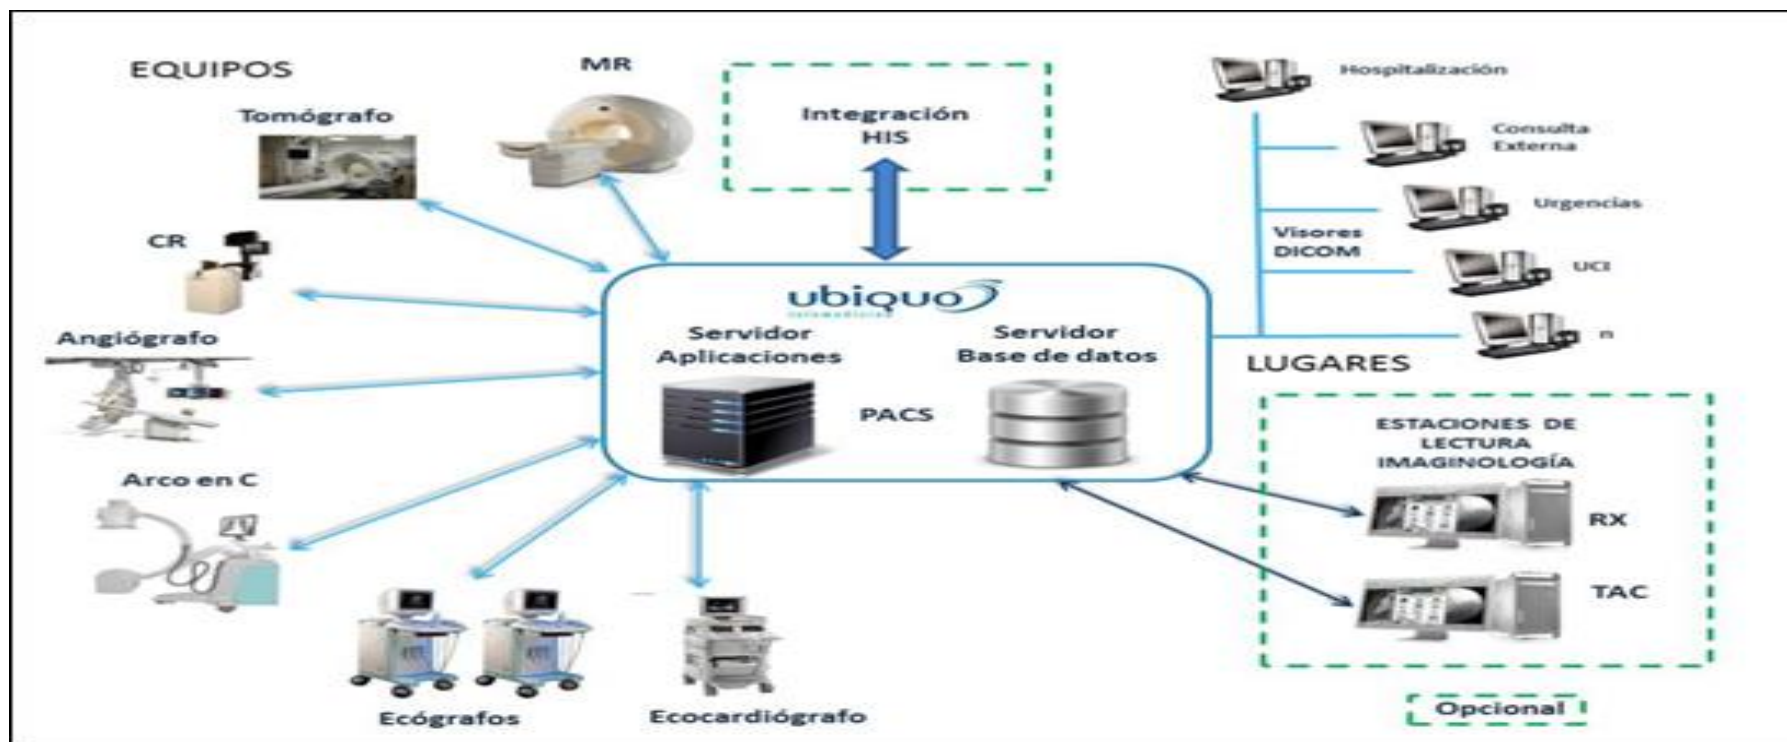 EQUIPOS
MR
Tomógrafo
CR
Angiógrafo
Arco en C
Ecógrafos
Ecocardiógrafo
Integración
HIS
ubiquo
telemedicina
Servidor
Aplicaciones
Servidor
Base de datos
PACS
Hospitalización
Consulta
Externa
Urgencias
Visores
DICOM
UCI
n
LUGARES
ESTACIONES DE
LECTURA
IMAGINOLOGÍA
RX
TAC
Opcional